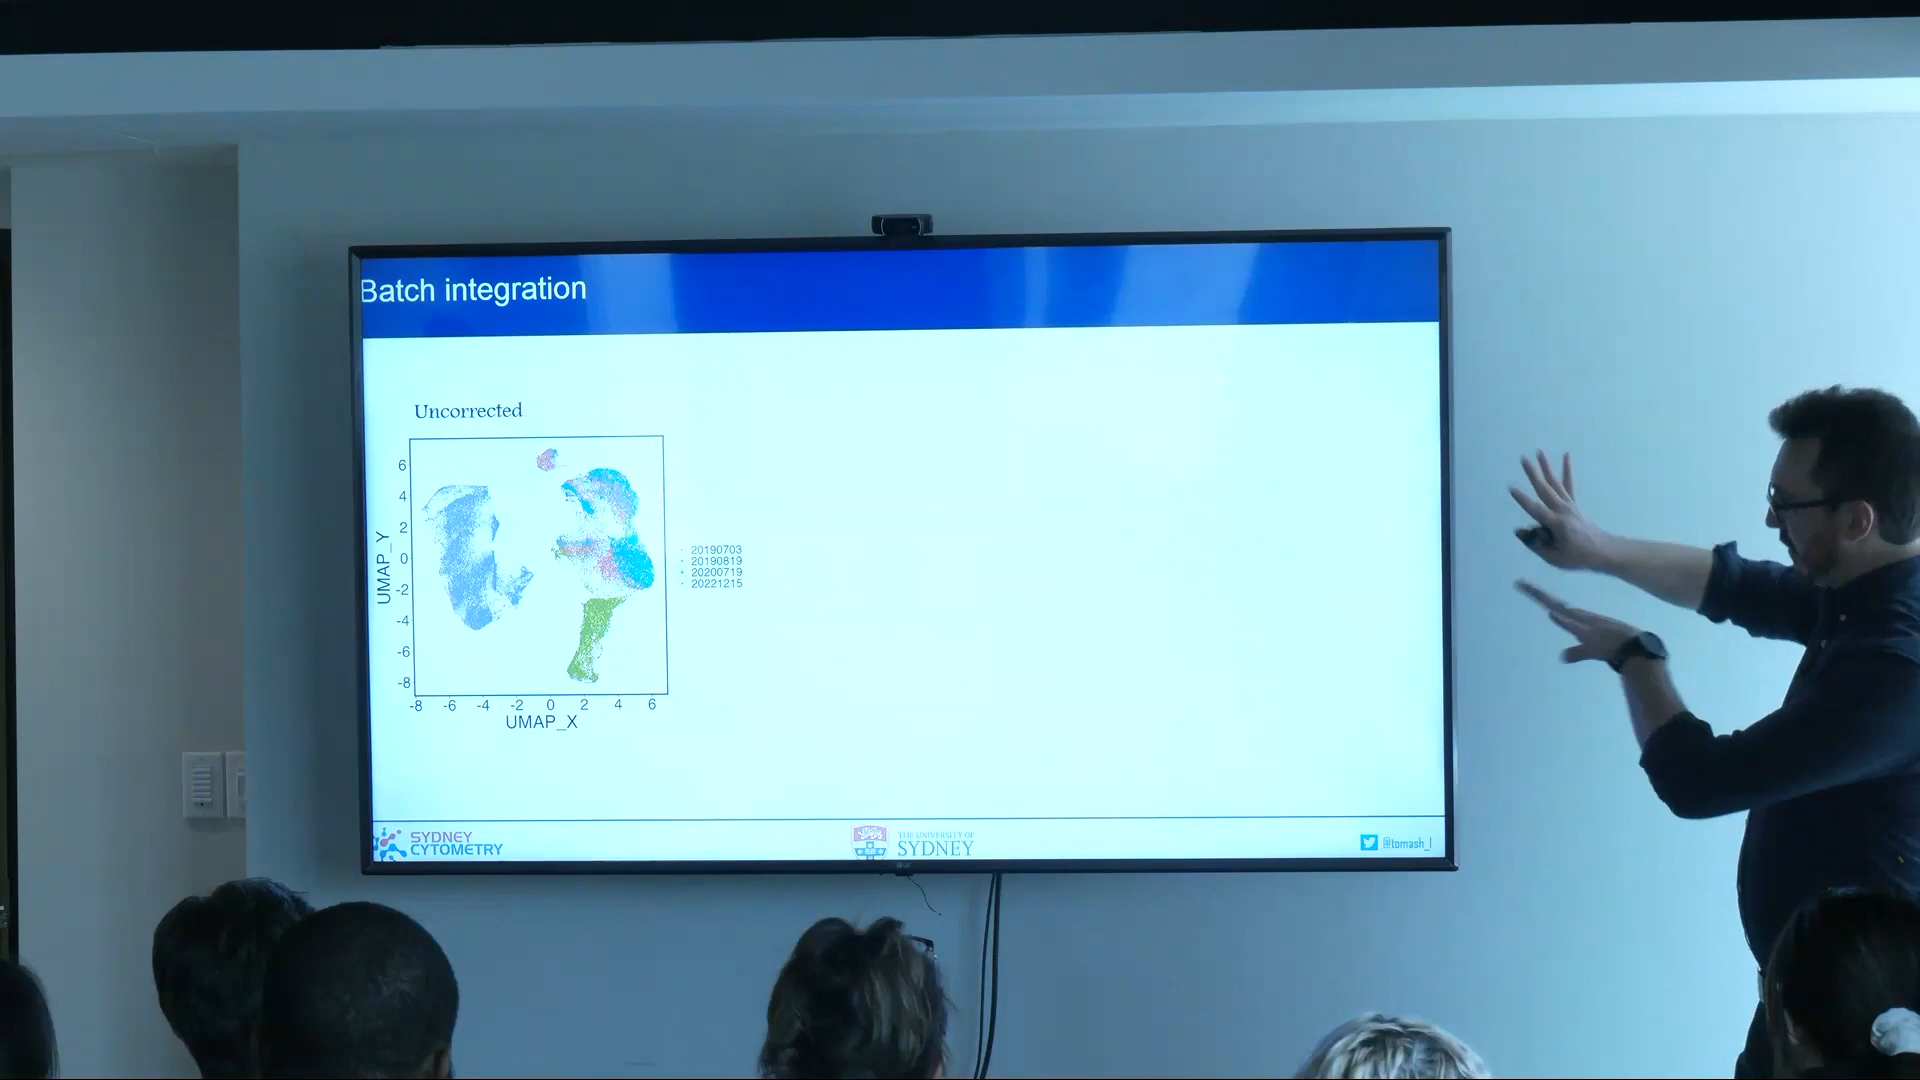 Batch integration
Uncorrected
6
4
2
0
-2
-4
-6
-8
UMAP_Y
-8 -6 -4 -2 0 2 4 6
UMAP_X
20190703
20190819
20200719
20221215
SYDNEY
CYTOMETRY
THE UNIVERSITY OF
SYDNEY
@tomash_l